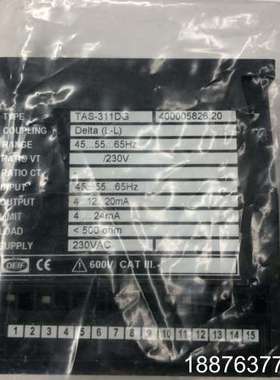 TYPE TAS-311DG 400005826.20
COUPLING Delta (L-L)
RANGE 45...55...65Hz
RATIO VT /230V
RATIO CT
INPUT 45...55...65Hz
OUTPUT 4...12...20mA
LIMIT 4......24mA
LOAD < 500 ohm
SUPPLY 230VAC
DEIF CE 600V CAT III.
1 2 3 4 5 6 7 8 9 10 11 12 13 14 15
18876377